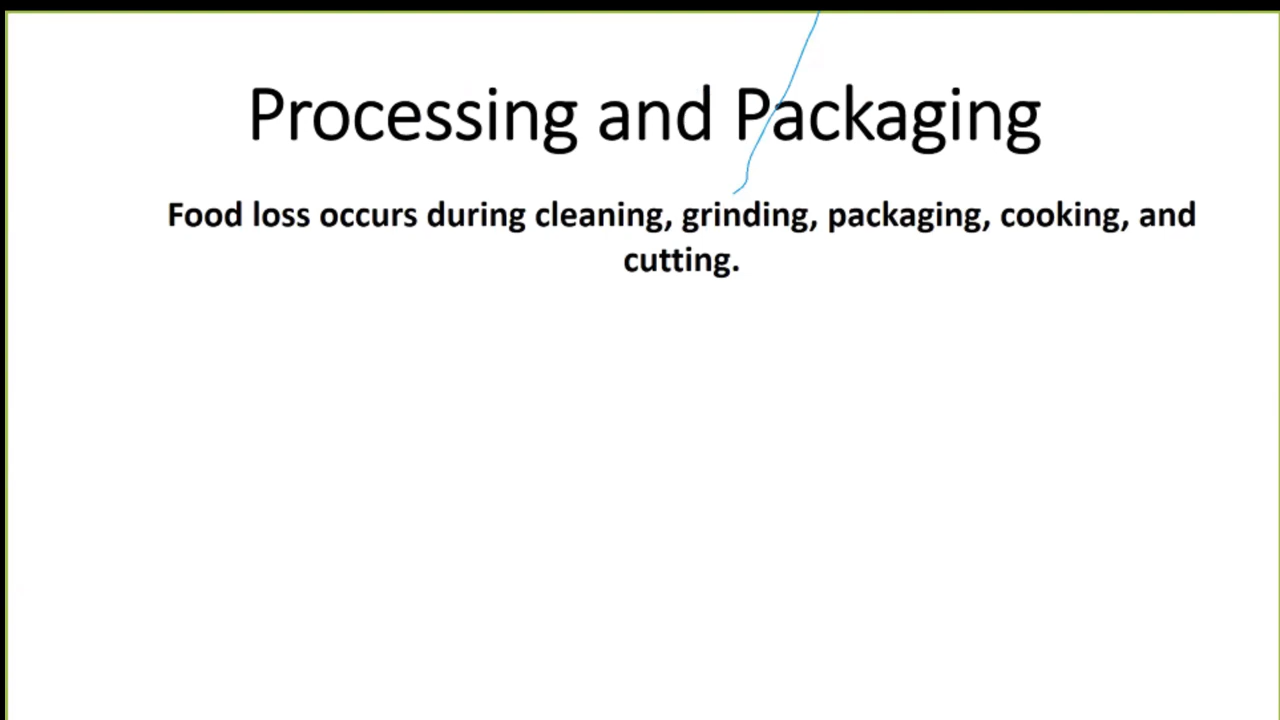 Processing and Packaging
Food loss occurs during cleaning, grinding, packaging, cooking, and
cutting.